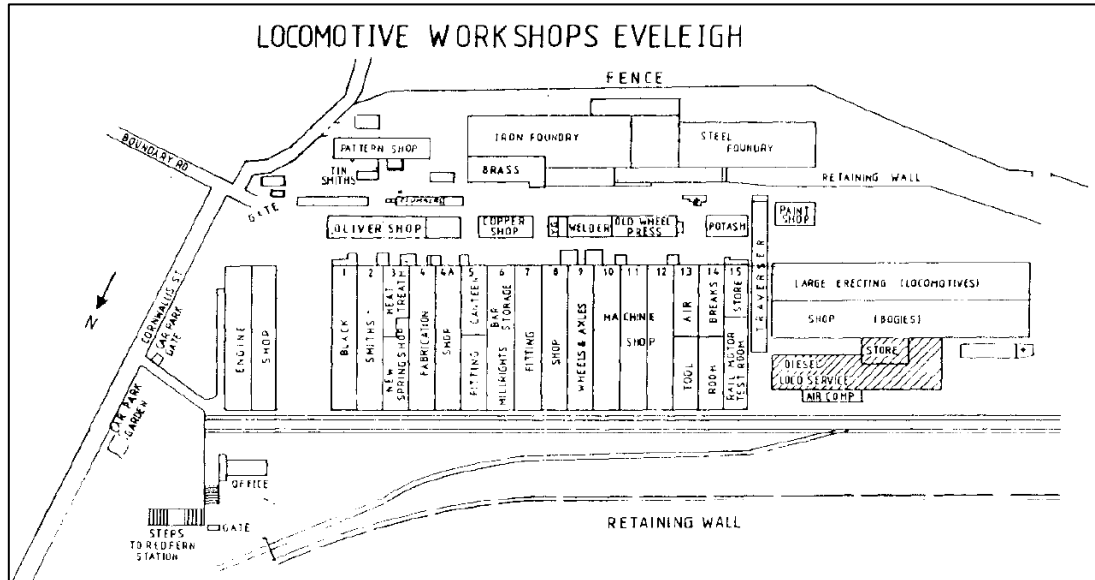 LOCOMOTIVE WORKSHOPS EVELEIGH
FENCE
BOUNDARY RD
PATTERN SHOP
TIN
SMITHS
IRON FOUNDRY
BRASS
STEEL
FOUNDRY
RETAINING WALL
GATE
PLUMBERS
OLIVER SHOP
COPPER
SHOP
WELDER
OLD WHEEL
PRESS
POTASH
TRAVERSER
PAINT
SHOP
N
CORNWALLIS ST
CAR PARK
GATE
CAR PARK
GARDEN
ENGINE
SHOP
1
BLACK
2
SMITHS'
3
HEAT
TREATM
NEW
SPRING SHOP
4
FABRICATION
4A
SHOP
5
CANTEEN
FITTING
6
BAR
STORAGE
MILLRIGHTS
7
FITTING
8
SHOP
9
WHEELS & AXLES
10
11
12
MACHINE
SHOP
13
AIR
TOOL
14
BREAKS
ROOM
15
STORE
RAIL MOTOR
TEST ROOM
LARGE ERECTING (LOCOMOTIVES)
SHOP (BOGIES)
STORE
DIESEL
LOCO SERVICE
AIR COMP
OFFICE
GATE
STEPS
TO REDFERN
STATION
RETAINING WALL